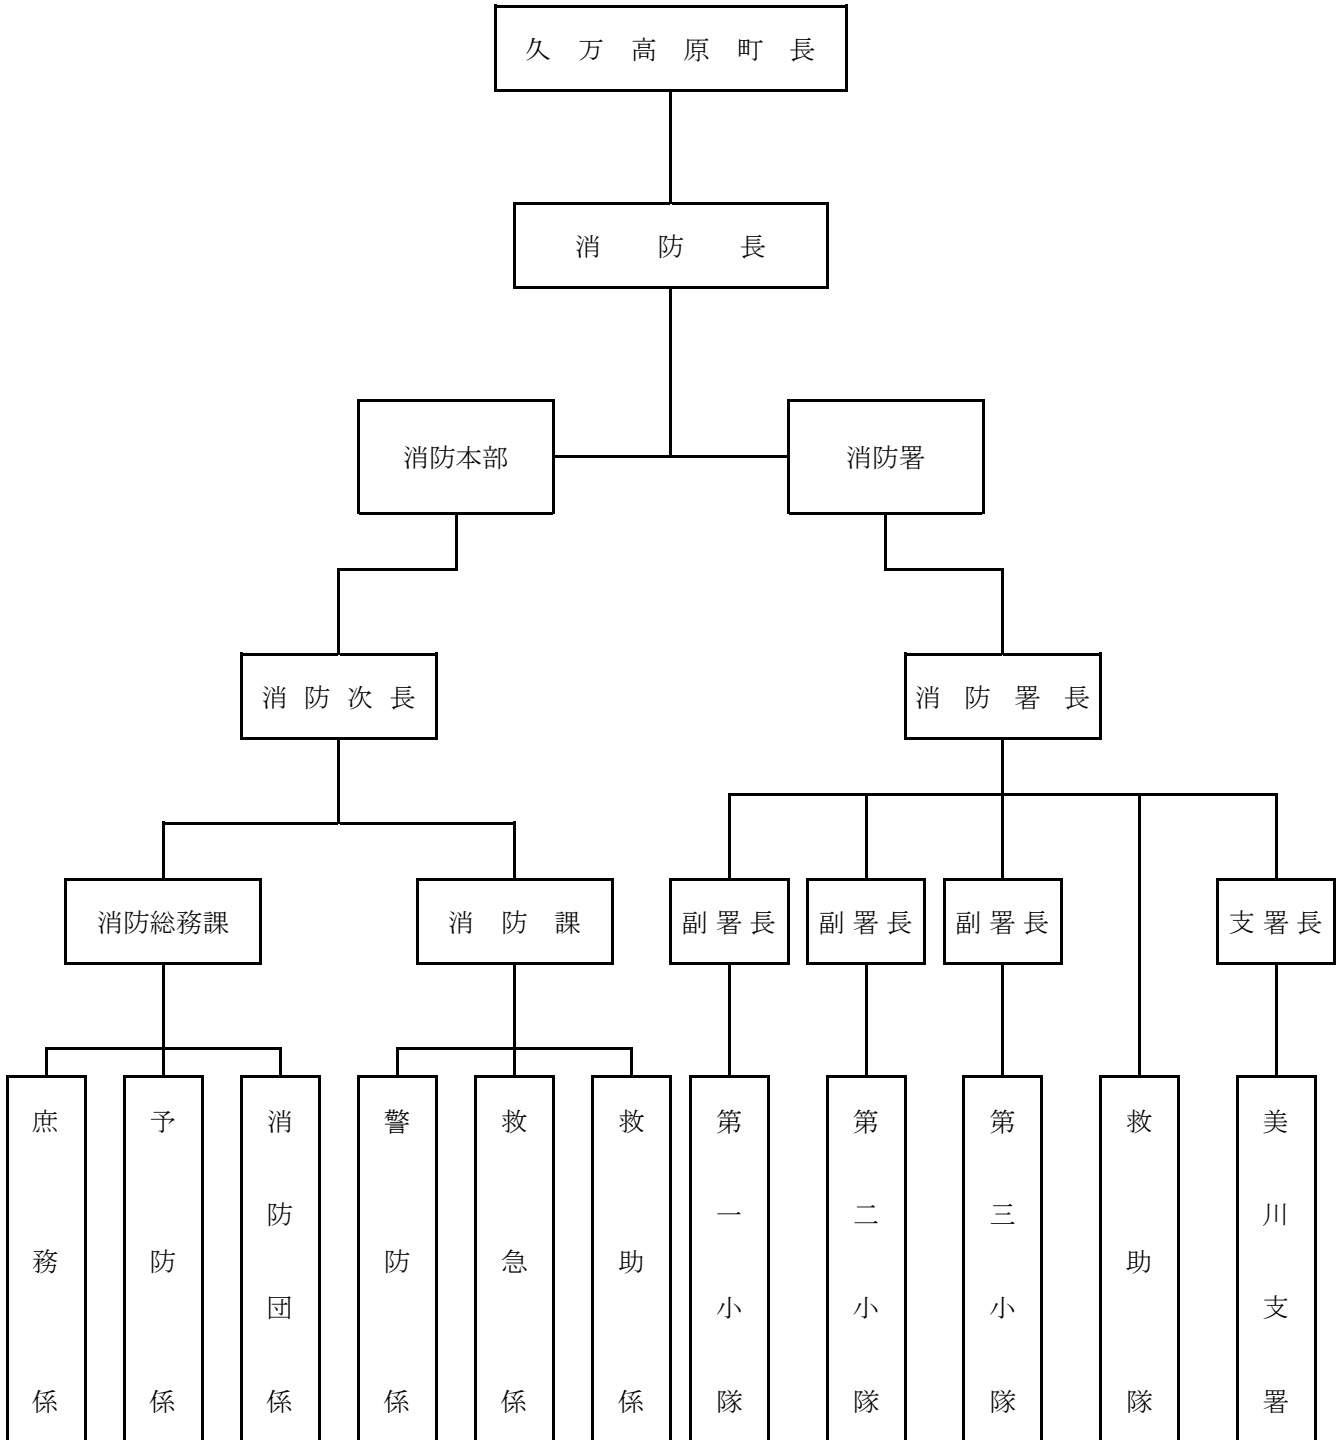 久万高原町長
消防長
消防本部
消防署
消防次長
消防署長
消防総務課
消防課
副署長
副署長
副署長
支署長
庶務係
予防係
消防団係
警防係
救急係
救助係
第一小隊
第二小隊
第三小隊
救助隊
美川支署